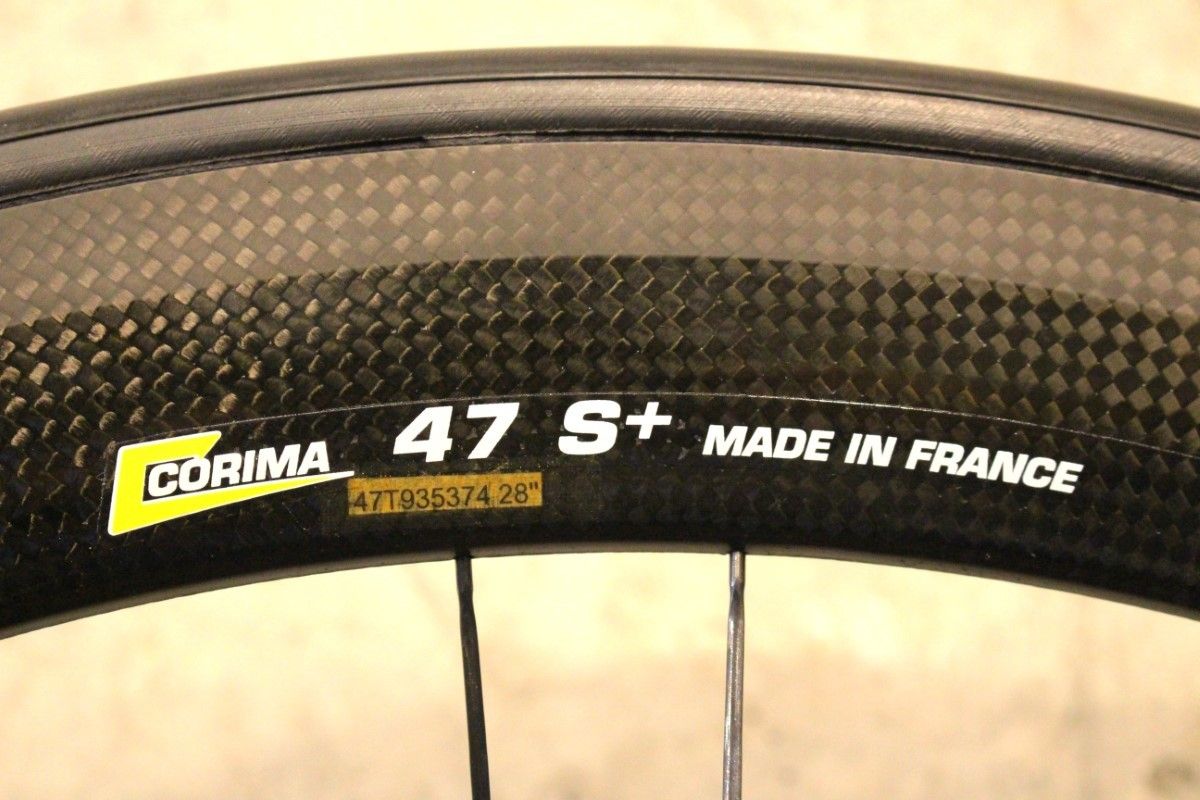 CORIMA 47 S+ MADE IN FRANCE
47T935374 28"